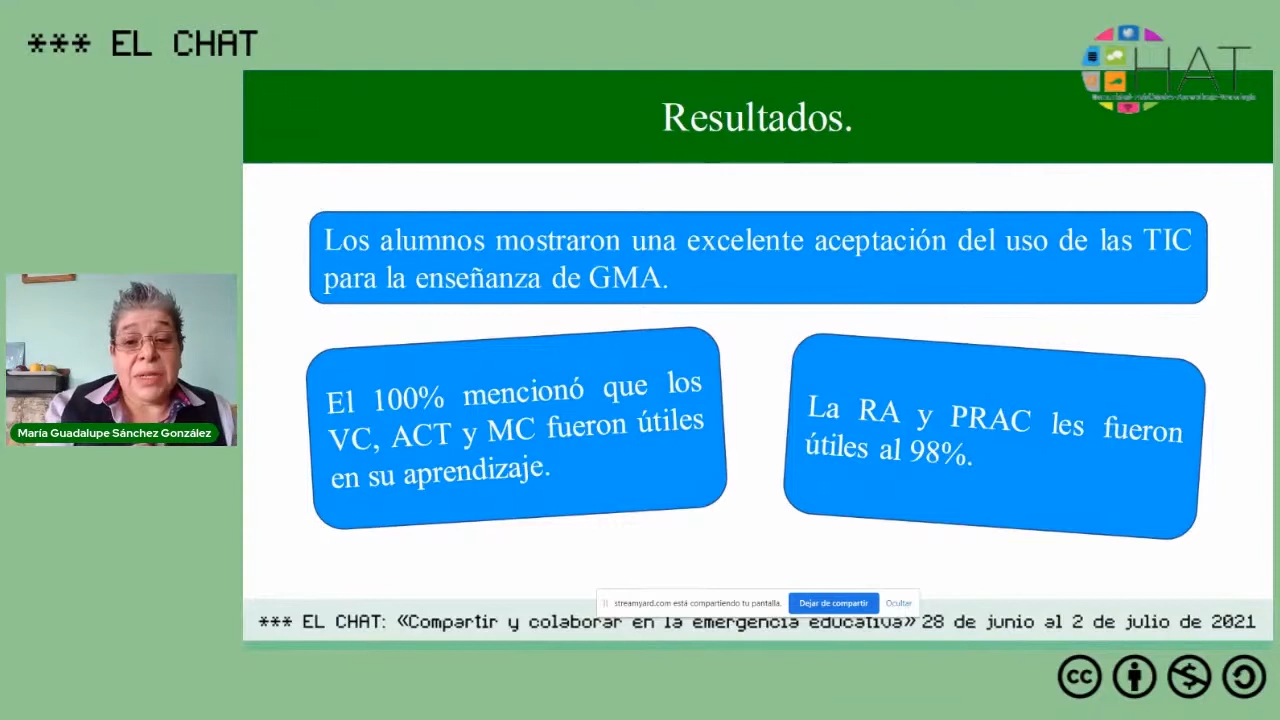 *** EL CHAT
HAT
Resultados.
Los alumnos mostraron una excelente aceptación del uso de las TIC
para la enseñanza de GMA.
El 100% mencionó que los
VC, ACT y MC fueron útiles
en su aprendizaje.
La RA y PRAC les fueron
útiles al 98%.
María Guadalupe Sánchez González
streamyard.com está compartiendo tu pantalla.
Dejar de compartir
Ocultar
*** EL CHAT: «Compartir y colaborar en la emergencia educativa» 28 de junio al 2 de julio de 2021
cc